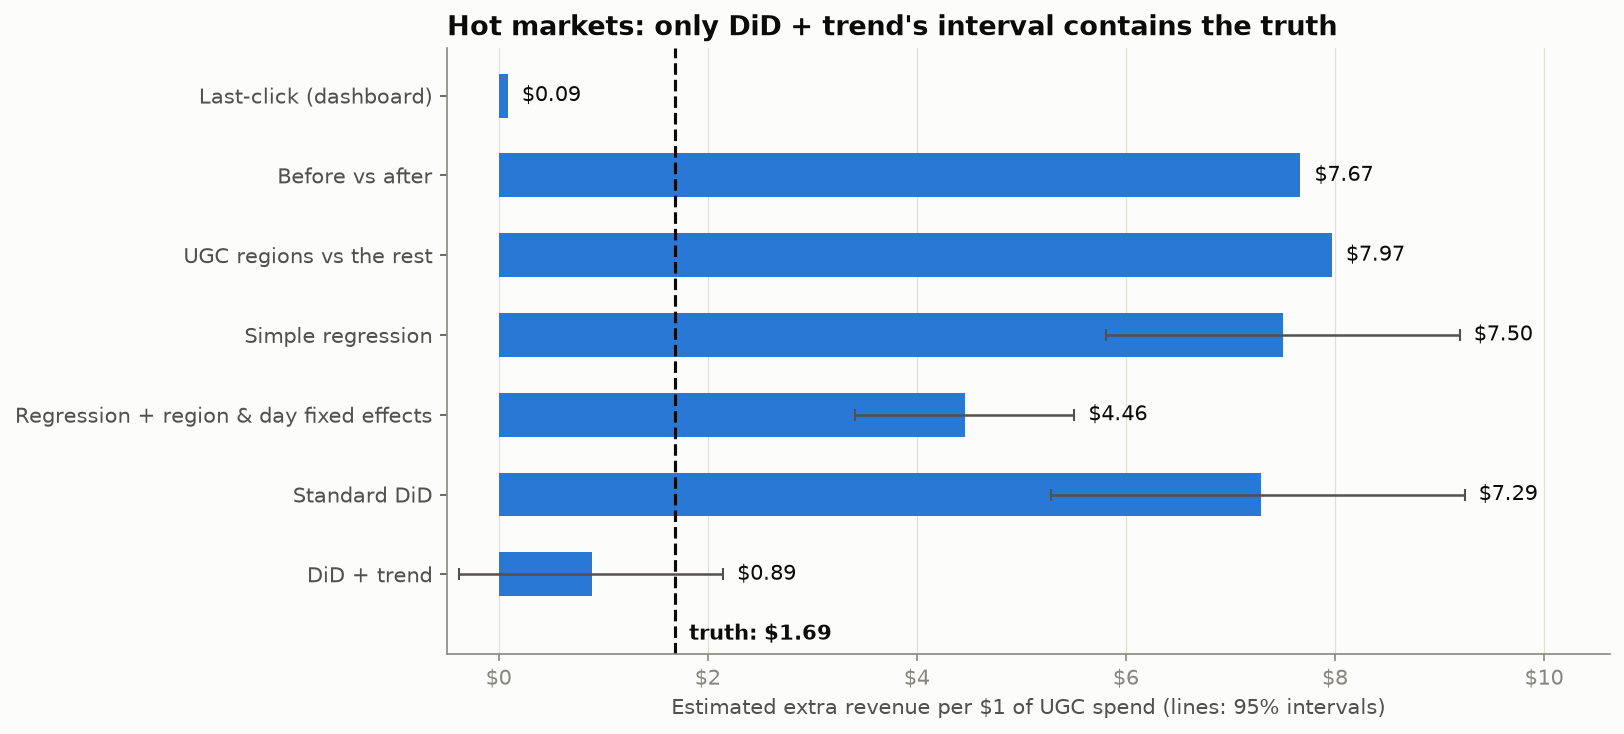 Hot markets: only DiD + trend's interval contains the truth
Last-click (dashboard)
$0.09
Before vs after
$7.67
UGC regions vs the rest
$7.97
Simple regression
$7.50
Regression + region & day fixed effects
$4.46
Standard DiD
$7.29
DiD + trend
$0.89
truth: $1.69
$0 $2 $4 $6 $8 $10
Estimated extra revenue per $1 of UGC spend (lines: 95% intervals)